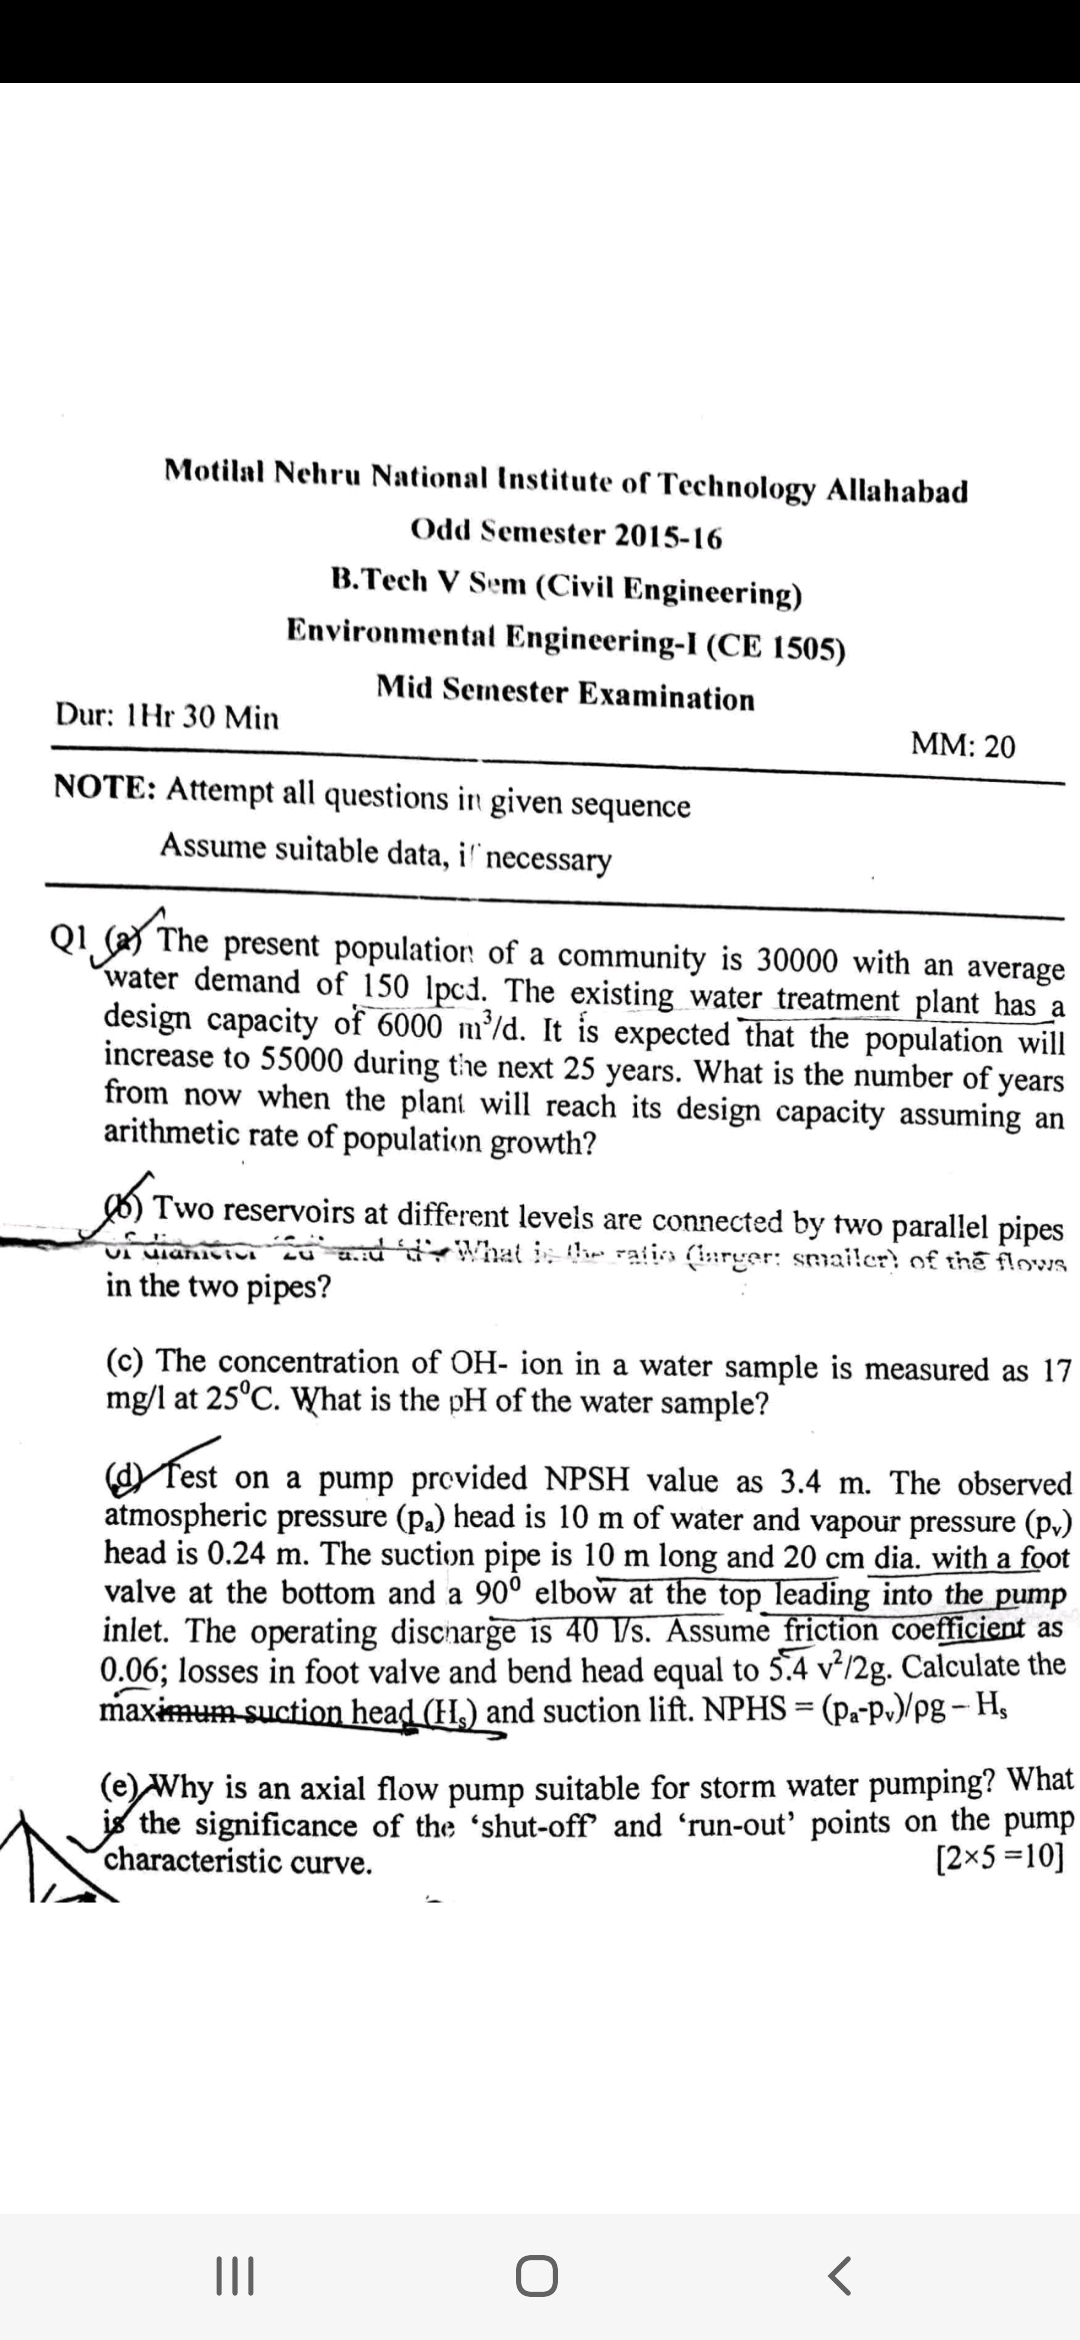 Motilal Nehru National Institute of Technology Allahabad
Odd Semester 2015-16
B.Tech V Sem (Civil Engineering)
Environmental Engineering-I (CE 1505)
Mid Semester Examination
Dur: 1Hr 30 Min
MM: 20
NOTE: Attempt all questions in given sequence
Assume suitable data, if necessary
Q1 (a) The present population of a community is 30000 with an average
water demand of 150 lpcd. The existing water treatment plant has a
design capacity of 6000 m³/d. It is expected that the population will
increase to 55000 during the next 25 years. What is the number of years
from now when the plant will reach its design capacity assuming an
arithmetic rate of population growth?
(b) Two reservoirs at different levels are connected by two parallel pipes
of diameter '2d' and 'd'. What is the ratio (larger: smaller) of the flows
in the two pipes?
(c) The concentration of OH- ion in a water sample is measured as 17
mg/l at 25⁰C. What is the pH of the water sample?
(d) Test on a pump provided NPSH value as 3.4 m. The observed
atmospheric pressure (pₐ) head is 10 m of water and vapour pressure (pᵥ)
head is 0.24 m. The suction pipe is 10 m long and 20 cm dia. with a foot
valve at the bottom and a 90⁰ elbow at the top leading into the pump
inlet. The operating discharge is 40 l/s. Assume friction coefficient as
0.06; losses in foot valve and bend head equal to 5.4 v²/2g. Calculate the
maximum suction head (Hₛ) and suction lift. NPHS = (pₐ-pᵥ)/ρg – Hₛ
(e) Why is an axial flow pump suitable for storm water pumping? What
is the significance of the ‘shut-off’ and ‘run-out’ points on the pump
characteristic curve.
[2×5 =10]